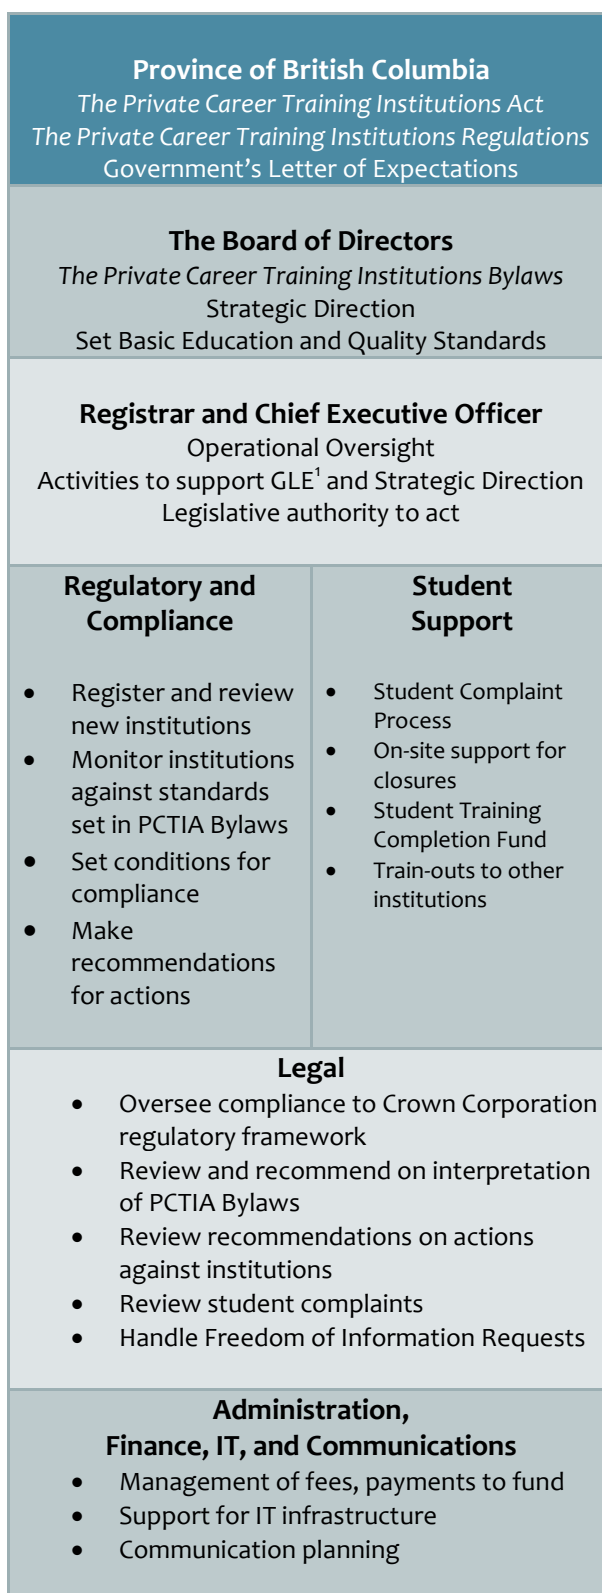 Province of British Columbia
The Private Career Training Institutions Act
The Private Career Training Institutions Regulations
Government's Letter of Expectations
The Board of Directors
The Private Career Training Institutions Bylaws
Strategic Direction
Set Basic Education and Quality Standards
Registrar and Chief Executive Officer
Operational Oversight
Activities to support GLE¹ and Strategic Direction
Legislative authority to act
Regulatory and
Compliance
• Register and review
new institutions
• Monitor institutions
against standards
set in PCTIA Bylaws
• Set conditions for
compliance
• Make
recommendations
for actions
Student
Support
• Student Complaint
Process
• On-site support for
closures
• Student Training
Completion Fund
• Train-outs to other
institutions
Legal
• Oversee compliance to Crown Corporation
regulatory framework
• Review and recommend on interpretation
of PCTIA Bylaws
• Review recommendations on actions
against institutions
• Review student complaints
• Handle Freedom of Information Requests
Administration,
Finance, IT, and Communications
• Management of fees, payments to fund
• Support for IT infrastructure
• Communication planning